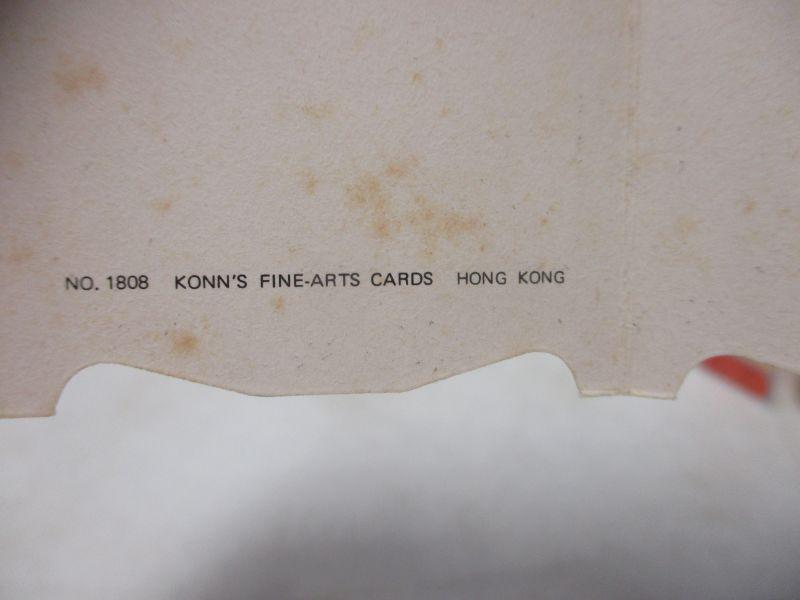 NO. 1808 KONN'S FINE-ARTS CARDS HONG KONG